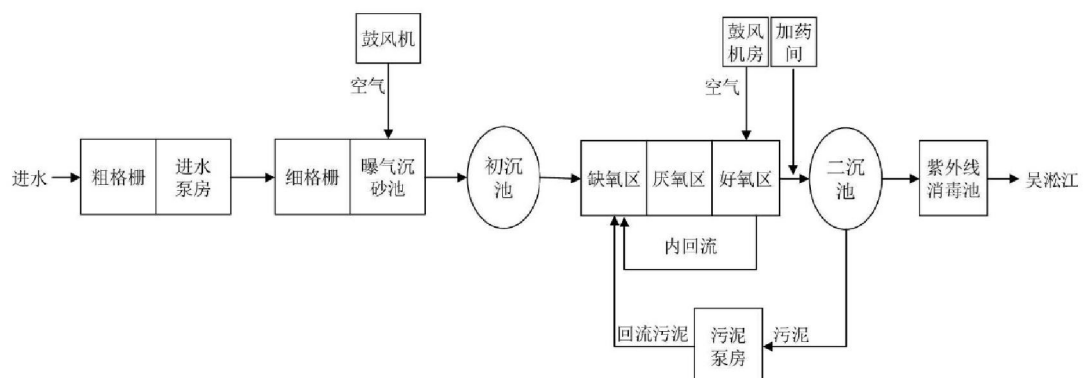 鼓风机
鼓风
机房
加药
间
空气
空气
进水
粗格栅
进水
泵房
细格栅
曝气沉
砂池
初沉
池
缺氧区
厌氧区
好氧区
二沉
池
紫外线
消毒池
吴淞江
内回流
回流污泥
污泥
泵房
污泥